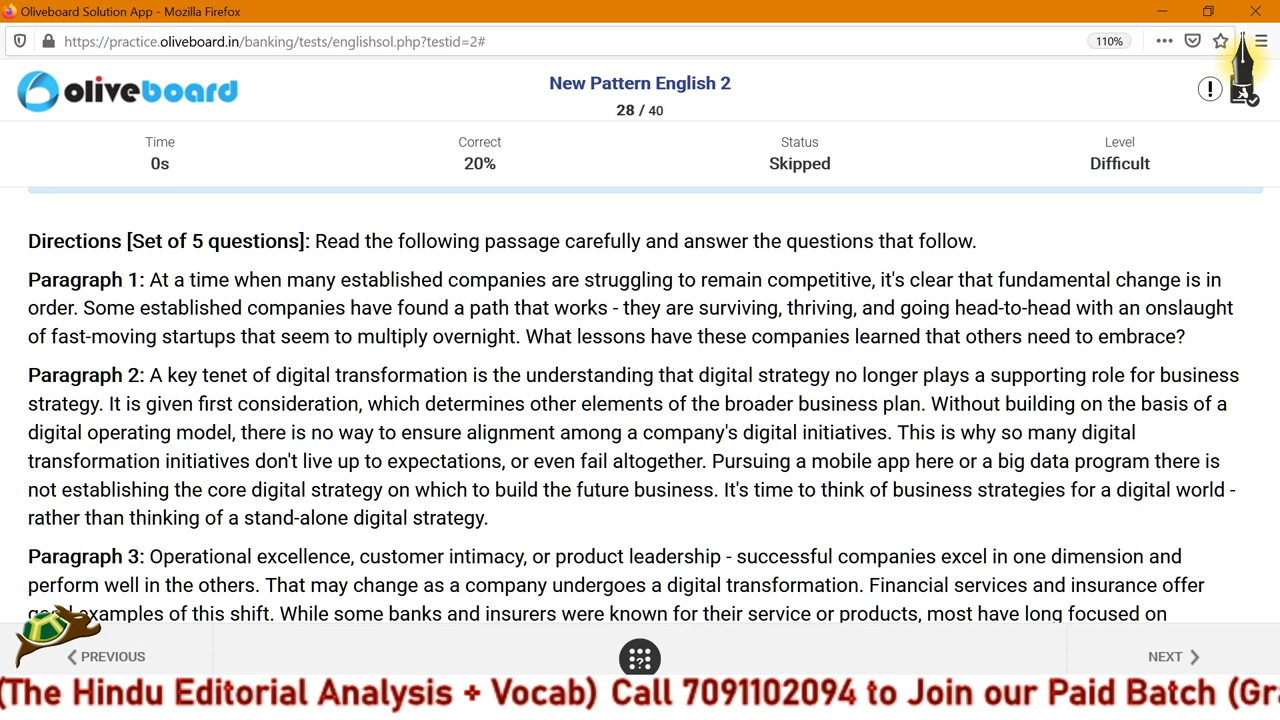 Oliveboard Solution App - Mozilla Firefox
https://practice.oliveboard.in/banking/tests/englishsol.php?testid=2#
110%
oliveboard
New Pattern English 2
28 / 40
Time
0s
Correct
20%
Status
Skipped
Level
Difficult
Directions [Set of 5 questions]: Read the following passage carefully and answer the questions that follow.
Paragraph 1: At a time when many established companies are struggling to remain competitive, it's clear that fundamental change is in
order. Some established companies have found a path that works - they are surviving, thriving, and going head-to-head with an onslaught
of fast-moving startups that seem to multiply overnight. What lessons have these companies learned that others need to embrace?
Paragraph 2: A key tenet of digital transformation is the understanding that digital strategy no longer plays a supporting role for business
strategy. It is given first consideration, which determines other elements of the broader business plan. Without building on the basis of a
digital operating model, there is no way to ensure alignment among a company's digital initiatives. This is why so many digital
transformation initiatives don't live up to expectations, or even fail altogether. Pursuing a mobile app here or a big data program there is
not establishing the core digital strategy on which to build the future business. It's time to think of business strategies for a digital world -
rather than thinking of a stand-alone digital strategy.
Paragraph 3: Operational excellence, customer intimacy, or product leadership - successful companies excel in one dimension and
perform well in the others. That may change as a company undergoes a digital transformation. Financial services and insurance offer
examples of this shift. While some banks and insurers were known for their service or products, most have long focused on
PREVIOUS
NEXT
(The Hindu Editorial Analysis + Vocab) Call 7091102094 to Join our Paid Batch (Gra